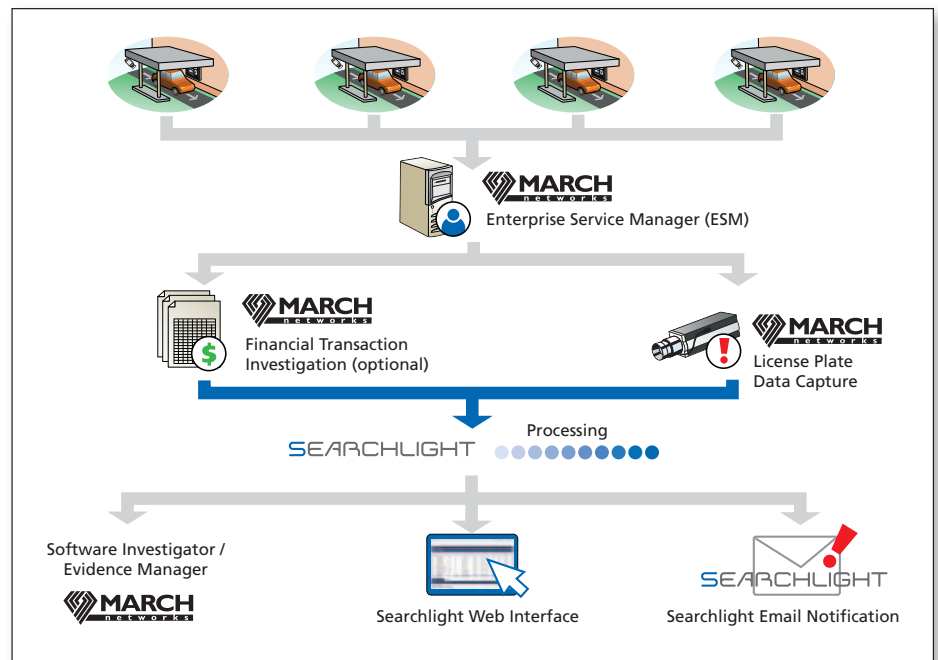 MARCH
networks
Enterprise Service Manager (ESM)
MARCH
networks
Financial Transaction
Investigation (optional)
$
MARCH
networks
License Plate
Data Capture
!
Processing
SEARCHLIGHT
Software Investigator /
Evidence Manager
MARCH
networks
Searchlight Web Interface
!
SEARCHLIGHT
Searchlight Email Notification